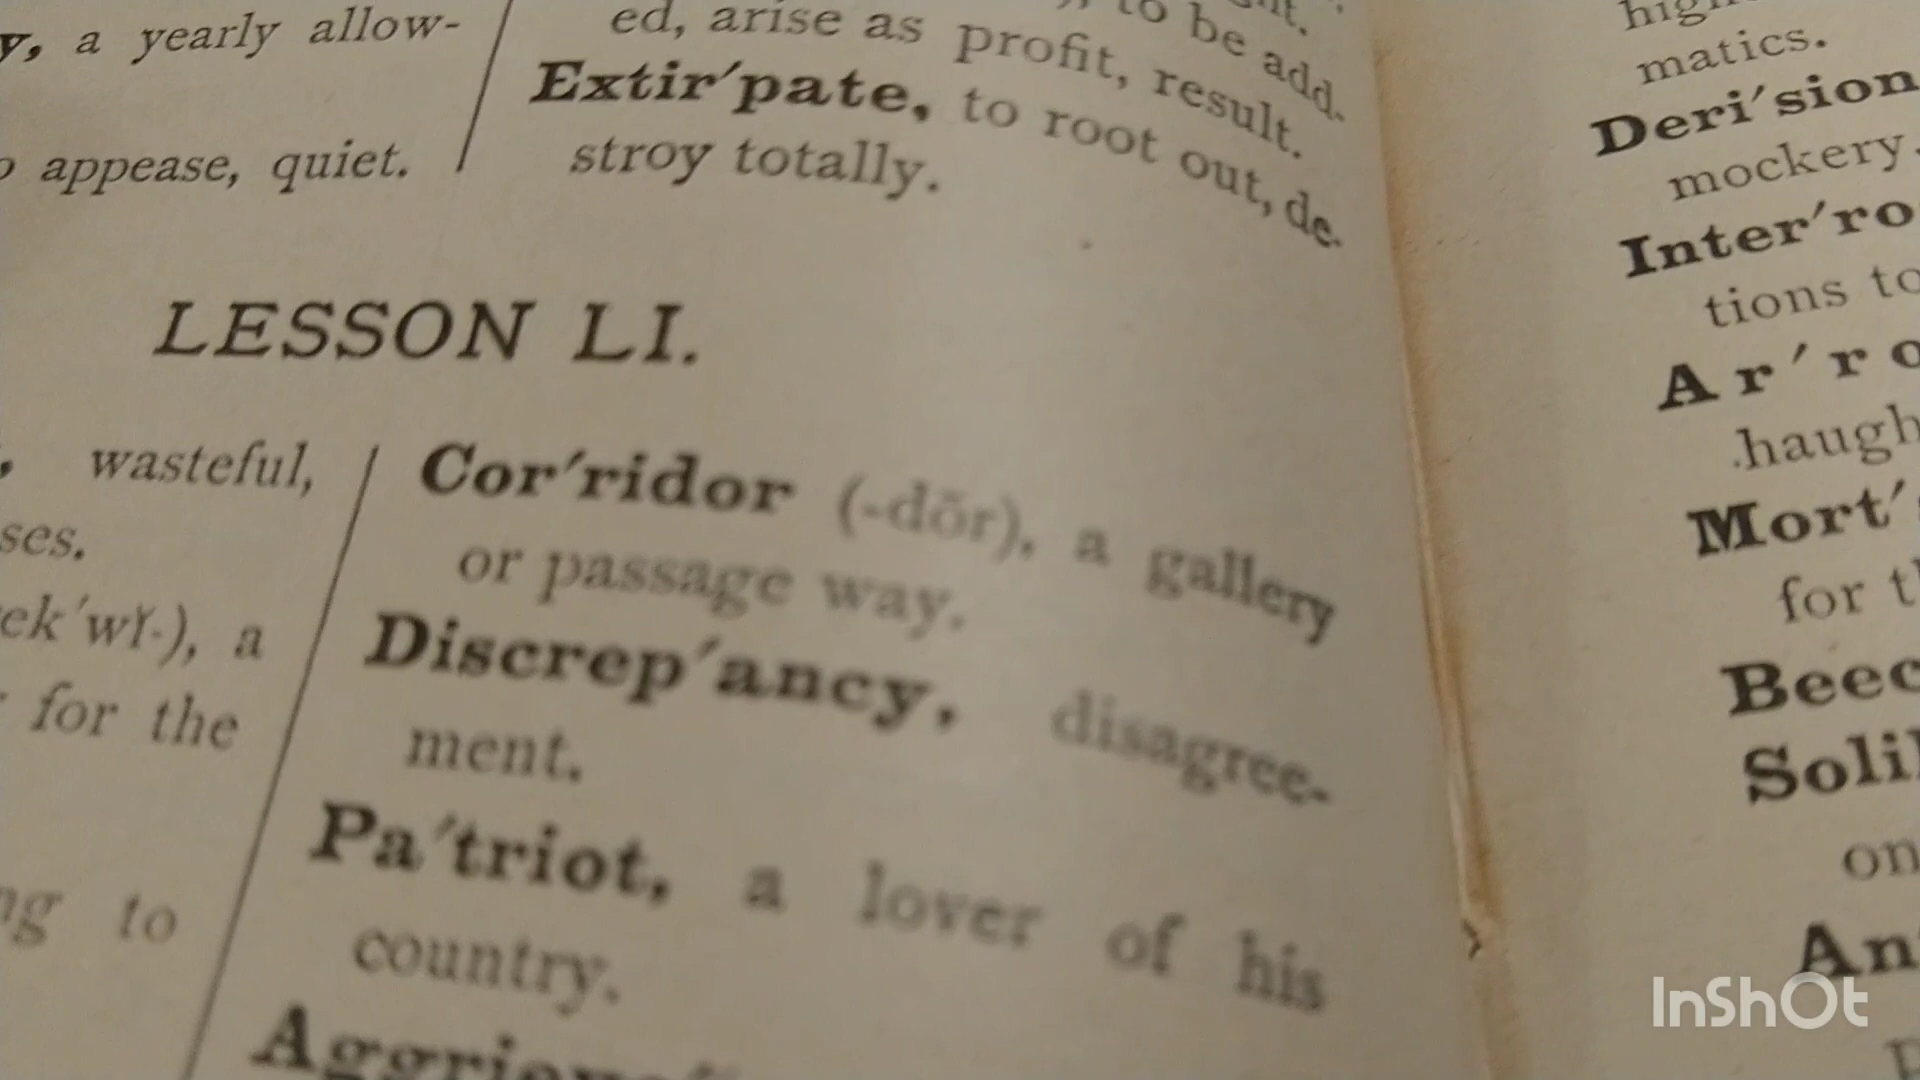 y, a yearly allow-
o appease, quiet.
to be add-
ed, arise as profit, result.
Extir'pate, to root out, de-
stroy totally.
LESSON LI.
, wasteful,
ses.
ek'wĭ-), a
for the
ng to
Cor'ridor (-dŏr), a gallery
or passage way.
Discrep'ancy, disagree-
ment.
Pa'triot, a lover of his
country.
matics.
Deri'sion
mockery,
Inter'ro
tions to
Ar'ro
haugh
Mort'
for t
Beec
Soli
on
An
InShOt